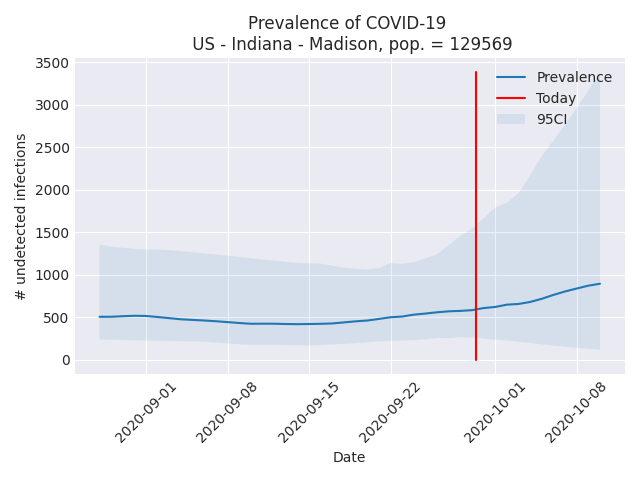 Prevalence of COVID-19
US - Indiana - Madison, pop. = 129569
3500
3000
2500
2000
1500
1000
500
0
# undetected infections
Prevalence
Today
95CI
2020-09-01
2020-09-08
2020-09-15
2020-09-22
2020-10-01
2020-10-08
Date